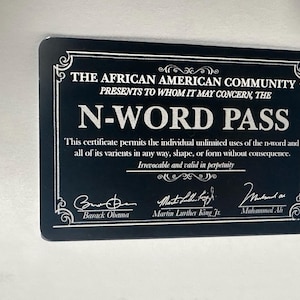 THE AFRICAN AMERICAN COMMUNITY
PRESENTS TO WHOM IT MAY CONCERN, THE
N-WORD PASS
This certificate permits the individual unlimited uses of the n-word and
all of its varients in any way, shape, or form without consequence.
Irrevocable and valid in perpetuity
Barack Obama Martin Luther King Jr. Muhammed Ali